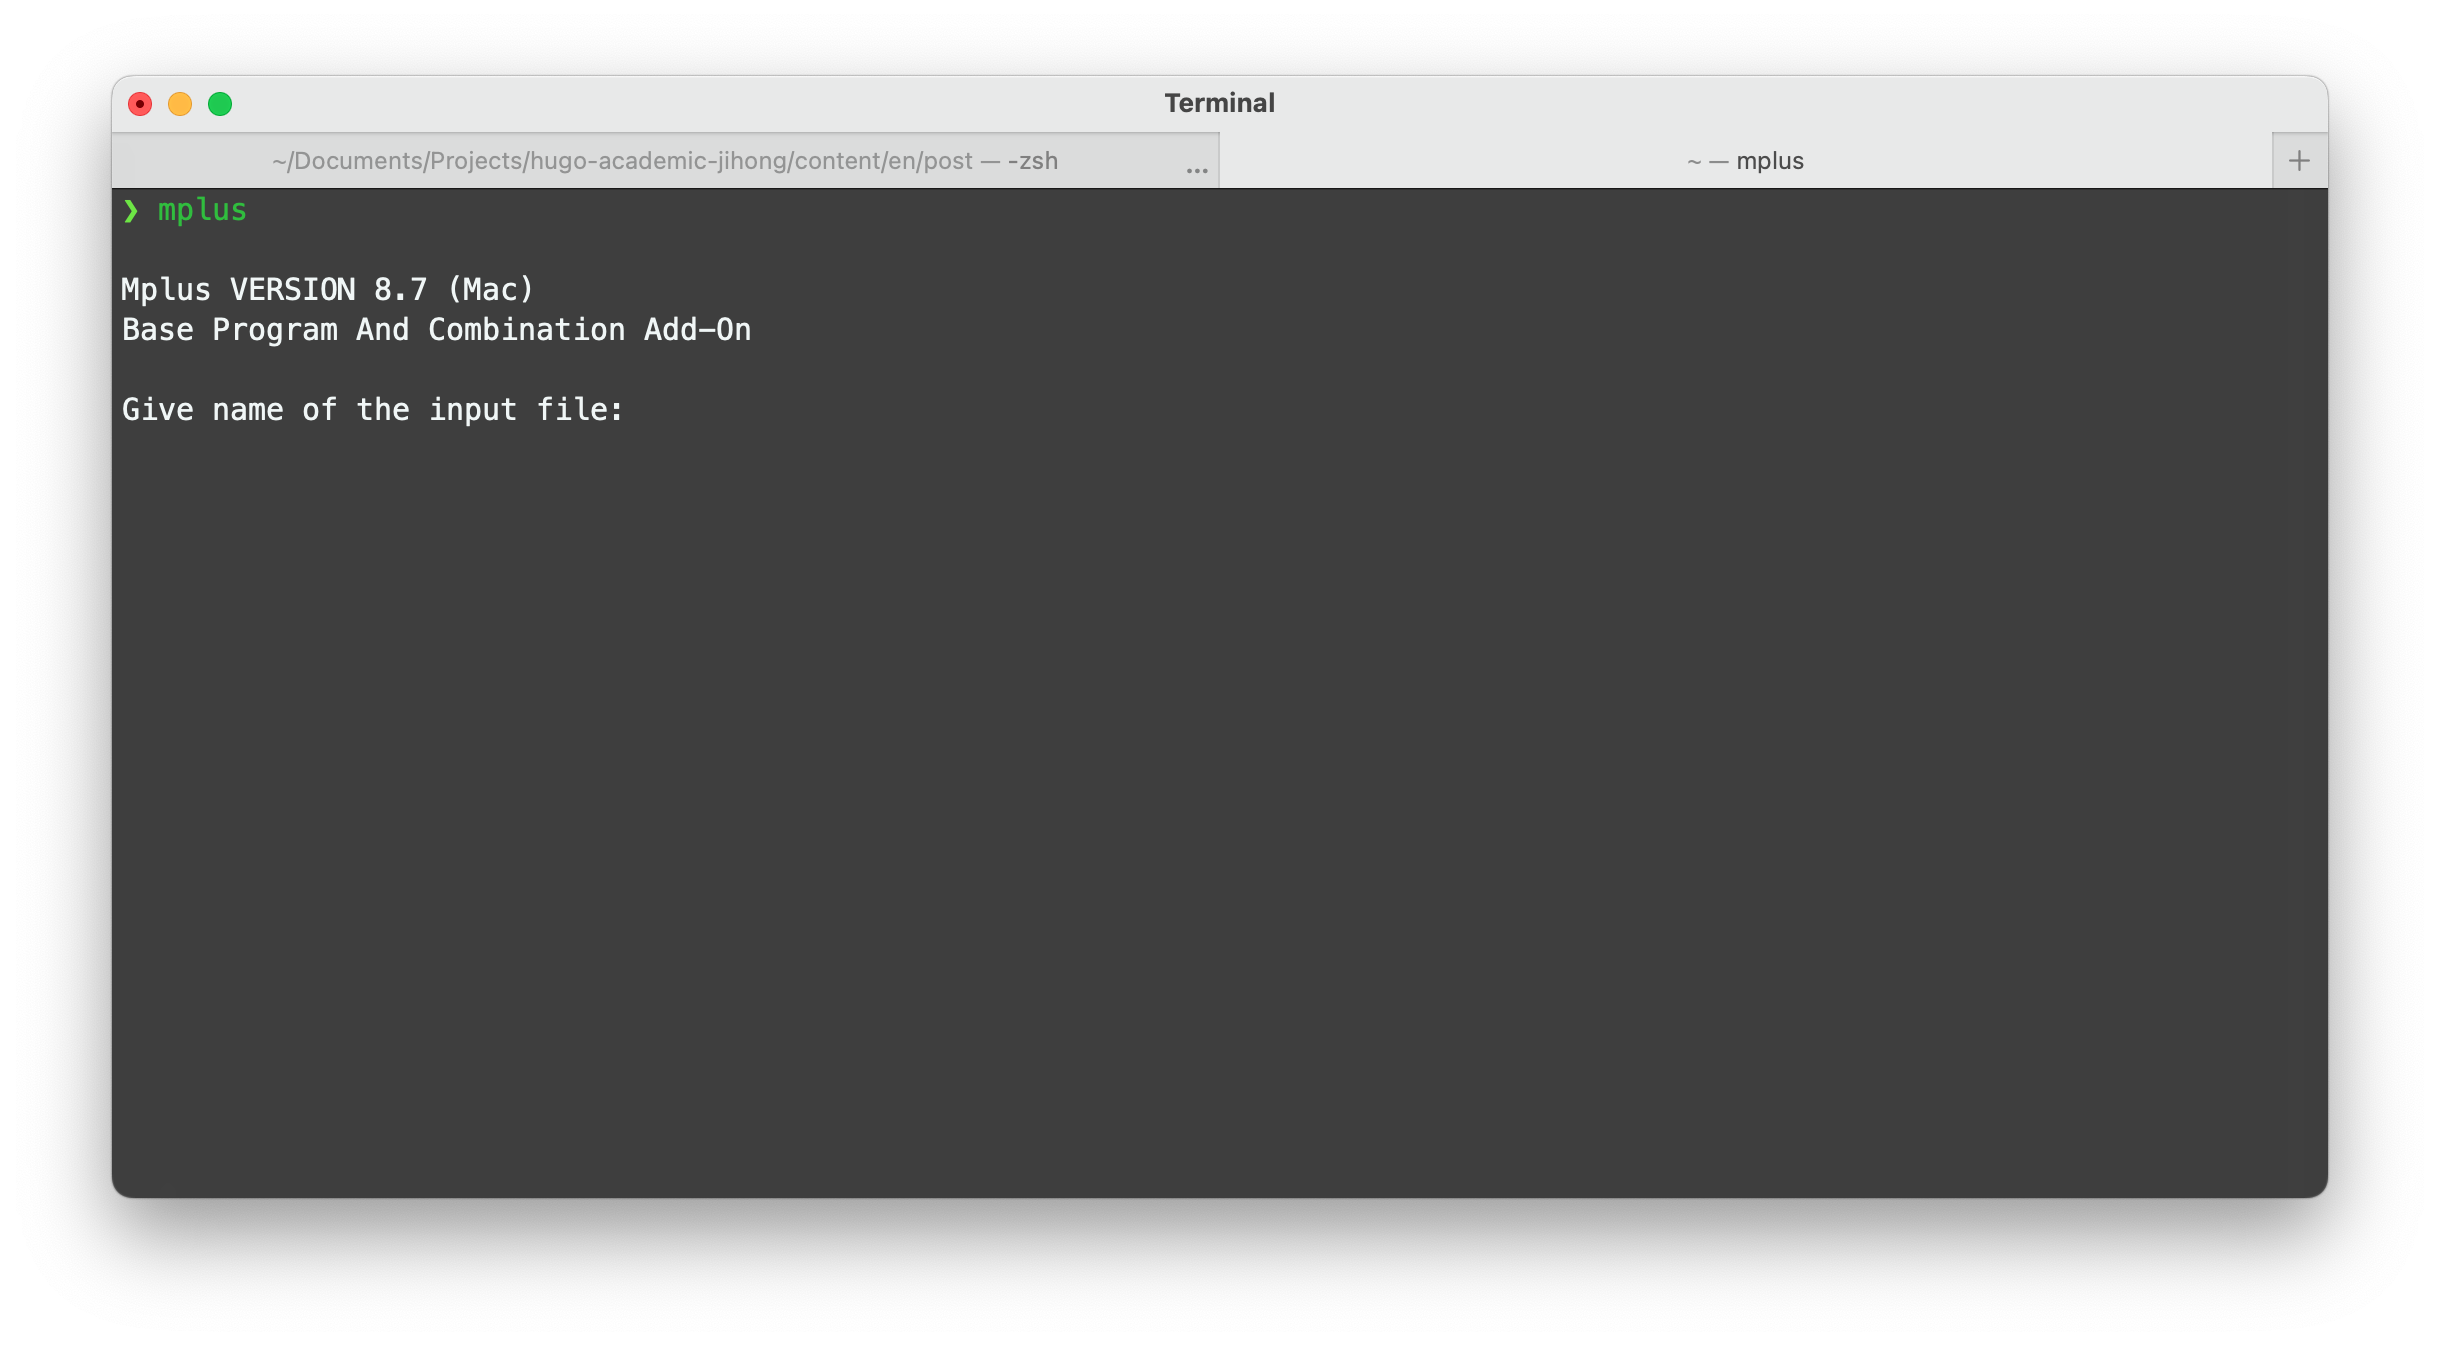 Terminal
~/Documents/Projects/hugo-academic-jihong/content/en/post — -zsh ...
~ — mplus +
❯ mplus
Mplus VERSION 8.7 (Mac)
Base Program And Combination Add-On
Give name of the input file: